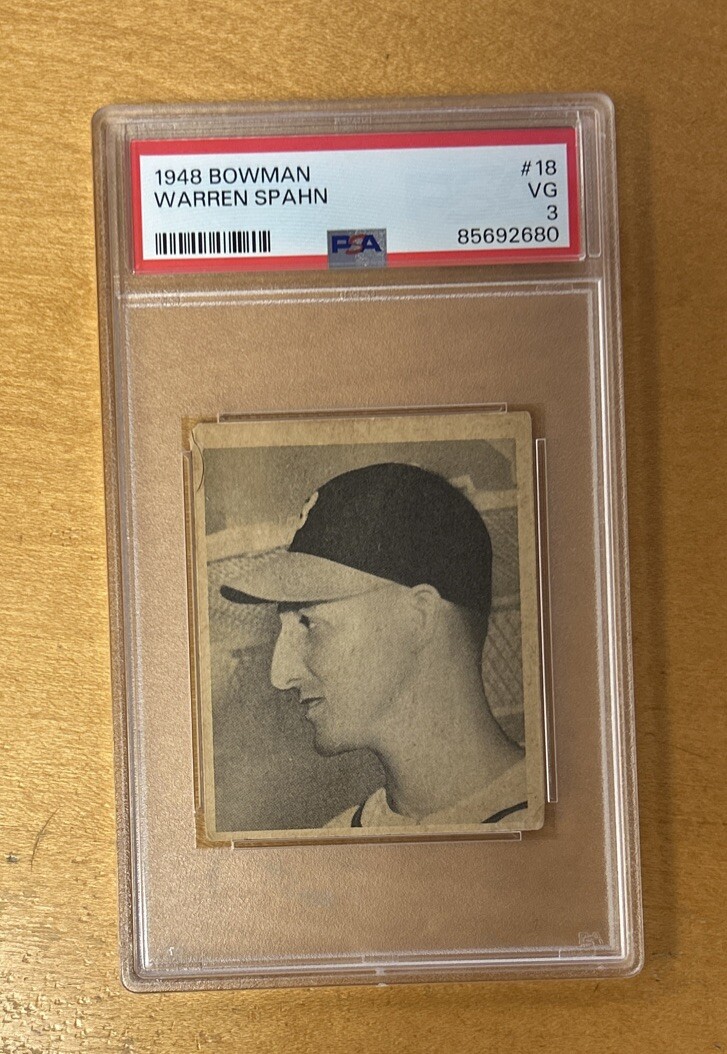 1948 BOWMAN #18
WARREN SPAHN VG
3
PSA 85692680
B